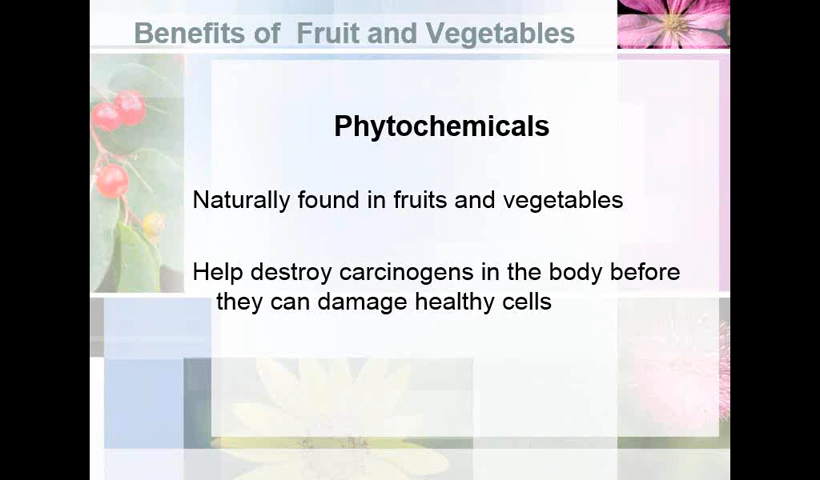 Benefits of Fruit and Vegetables
Phytochemicals
Naturally found in fruits and vegetables
Help destroy carcinogens in the body before
they can damage healthy cells